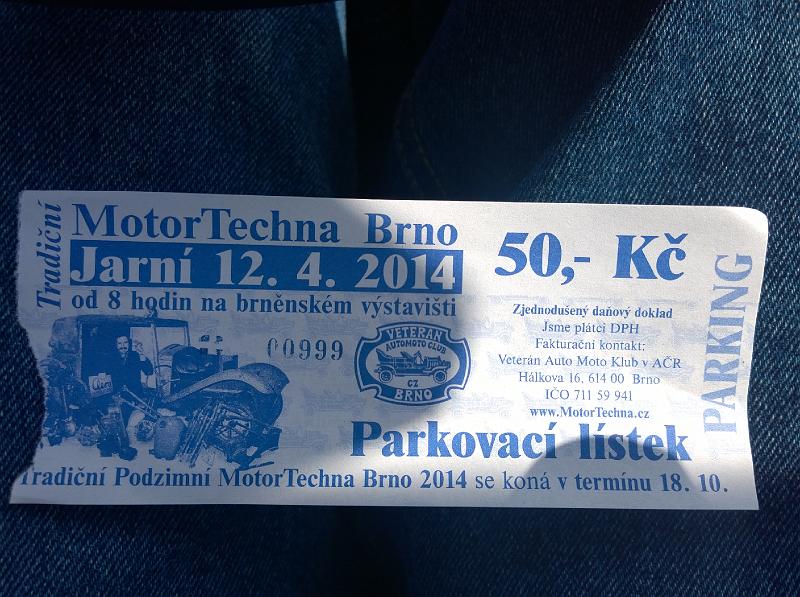 Tradiční
MotorTechna Brno
Jarní 12. 4. 2014
od 8 hodin na brněnském výstavišti
00999
VETERAN
AUTOMOTO CLUB
CZ
BRNO
50,- Kč
Zjednodušený daňový doklad
Jsme plátci DPH
Fakturační kontakt:
Veterán Auto Moto Klub v AČR
Hálkova 16, 614 00 Brno
IČO 711 59 941
www.MotorTechna.cz
PARKING
Parkovací lístek
Tradiční Podzimní MotorTechna Brno 2014 se koná v termínu 18. 10.